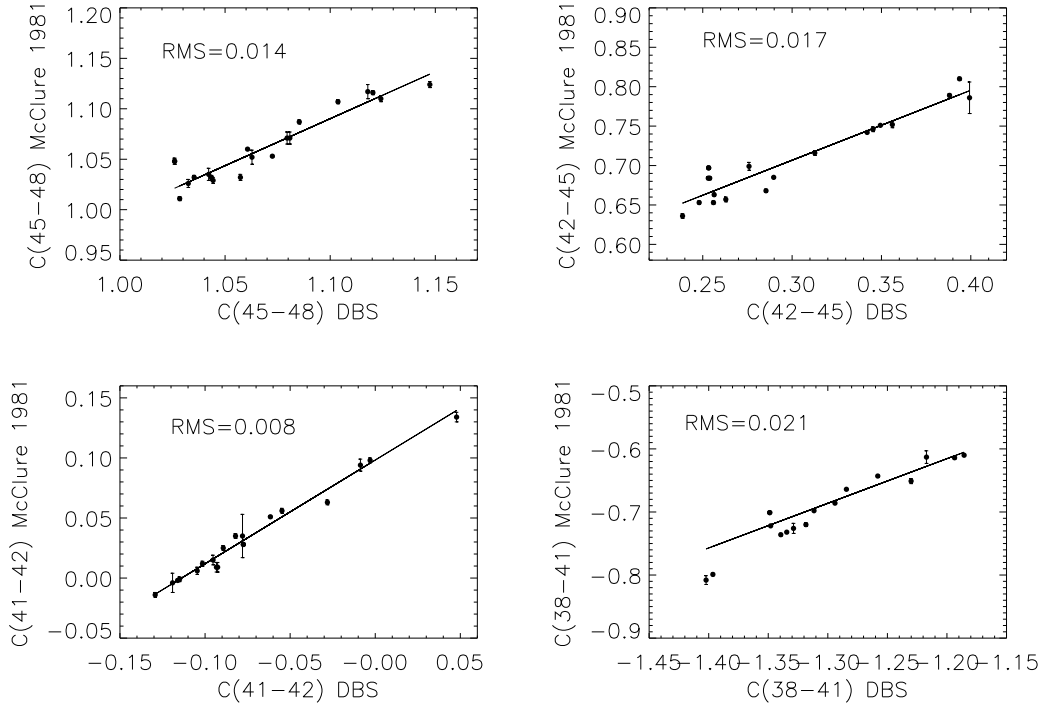 1.20
1.15
1.10
1.05
1.00
0.95
C(45−48) McClure 1981
RMS=0.014
1.00 1.05 1.10 1.15
C(45−48) DBS
0.90
0.85
0.80
0.75
0.70
0.65
0.60
C(42−45) McClure 1981
RMS=0.017
0.25 0.30 0.35 0.40
C(42−45) DBS
0.15
0.10
0.05
0.00
−0.05
C(41−42) McClure 1981
RMS=0.008
−0.15 −0.10 −0.05 −0.00 0.05
C(41−42) DBS
−0.5
−0.6
−0.7
−0.8
−0.9
C(38−41) McClure 1981
RMS=0.021
−1.45 −1.40 −1.35 −1.30 −1.25 −1.20 −1.15
C(38−41) DBS